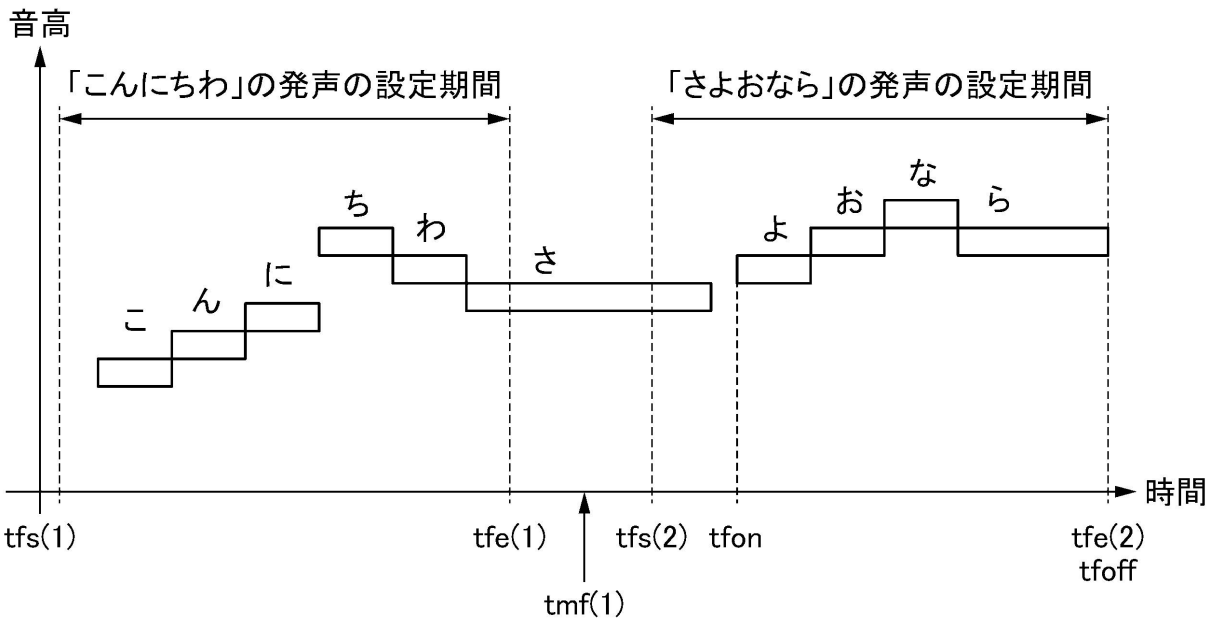 音高
「こんにちわ」の発声の設定期間
「さよおなら」の発声の設定期間
こ
ん
に
ち
わ
さ
よ
お
な
ら
時間
tfs(1)
tfe(1)
tfs(2)
tfon
tfe(2)
tfoff
tmf(1)